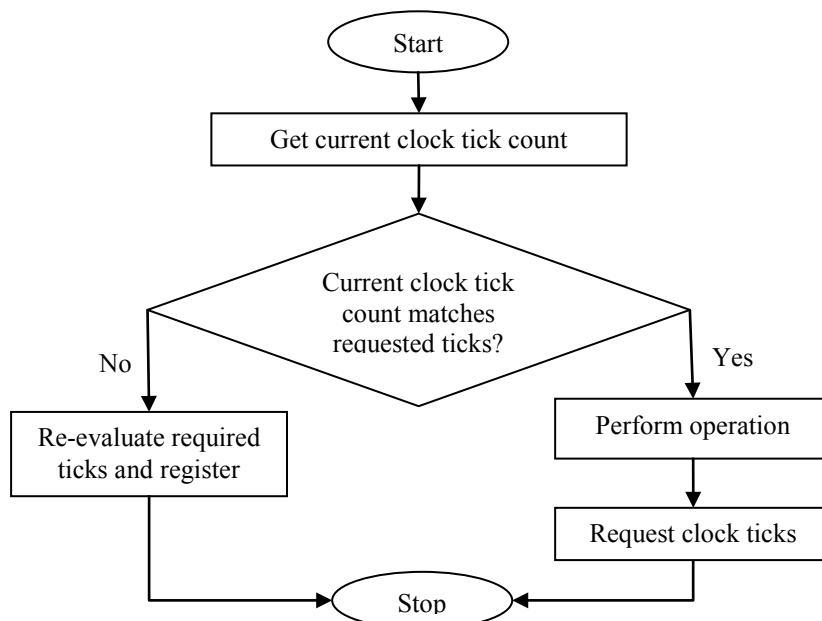 Start
Get current clock tick count
Current clock tick
count matches
requested ticks?
No
Yes
Re-evaluate required
ticks and register
Perform operation
Request clock ticks
Stop